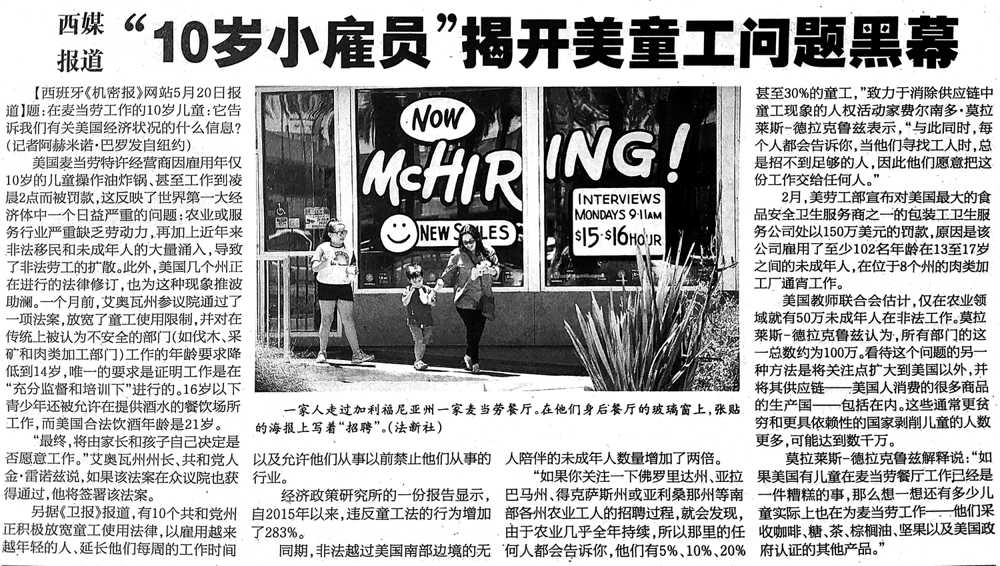 西媒
报道
“10岁小雇员”揭开美童工问题黑幕
【西班牙《机密报》网站5月20日报
道】题:在麦当劳工作的10岁儿童:它告
诉我们有关美国经济状况的什么信息?
(记者阿赫米诺·巴罗发自纽约)
美国麦当劳特许经营商因雇用年仅
10岁的儿童操作油炸锅、甚至工作到凌
晨2点而被罚款,这反映了世界第一大经
济体中一个日益严重的问题:农业或服
务行业严重缺乏劳动力,再加上近年来
非法移民和未成年人的大量涌入,导致
了非法劳工的扩散。此外,美国几个州正
在进行的法律修订,也为这种现象推波
助澜。一个月前,艾奥瓦州参议院通过了
一项法案,放宽了童工使用限制,并对在
传统上被认为不安全的部门(如伐木、采
矿和肉类加工部门)工作的年龄要求降
低到14岁,唯一的要求是证明工作是在
“充分监督和培训下”进行的。16岁以下
青少年还被允许在提供酒水的餐饮场所
工作,而美国合法饮酒年龄是21岁。
“最终,将由家长和孩子自己决定是
否愿意工作。”艾奥瓦州州长、共和党人
金·雷诺兹说,如果该法案在众议院也获
得通过,他将签署该法案。
另据《卫报》报道,有10个共和党州
正积极放宽童工使用法律,以雇用越来
越年轻的人、延长他们每周的工作时间
NOW
McHIRING!
INTERVIEWS
MONDAYS 9-11AM
$15-$16HOUR
NEW SMILES
一家人走过加利福尼亚州一家麦当劳餐厅。在他们身后餐厅的玻璃窗上,张贴
的海报上写着“招聘”。(法新社)
以及允许他们从事以前禁止他们从事的
行业。
经济政策研究所的一份报告显示,
自2015年以来,违反童工法的行为增加
了283%。
同期,非法越过美国南部边境的无
人陪伴的未成年人数量增加了两倍。
“如果你关注一下佛罗里达州、亚拉
巴马州、得克萨斯州或亚利桑那州等南
部各州农业工人的招聘过程,就会发现,
由于农业几乎全年持续,所以那里的任
何人都会告诉你,他们有5%、10%、20%
甚至30%的童工,”致力于消除供应链中
童工现象的人权活动家费尔南多·莫拉
莱斯-德拉克鲁兹表示,“与此同时,每
个人都会告诉你,当他们寻找工人时,总
是招不到足够的人,因此他们愿意把这
份工作交给任何人。”
2月,美劳工部宣布对美国最大的食
品安全卫生服务商之一的包装工卫生服
务公司处以150万美元的罚款,原因是该
公司雇用了至少102名年龄在13至17岁
之间的未成年人,在位于8个州的肉类加
工厂通宵工作。
美国教师联合会估计,仅在农业领
域就有50万未成年人在非法工作。莫拉
莱斯-德拉克鲁兹认为,所有部门的这
一总数约为100万。看待这个问题的另一
种方法是将关注点扩大到美国以外,并
将其供应链——美国人消费的很多商品
的生产国——包括在内。这些通常更贫
穷和更具依赖性的国家剥削儿童的人数
更多,可能达到数千万。
莫拉莱斯-德拉克鲁兹解释说:“如
果美国有儿童在麦当劳餐厅工作已经是
一件糟糕的事,那么想一想还有多少儿
童实际上也在为麦当劳工作——他们采
收咖啡、糖、茶、棕榈油、坚果以及美国政
府认证的其他产品。”